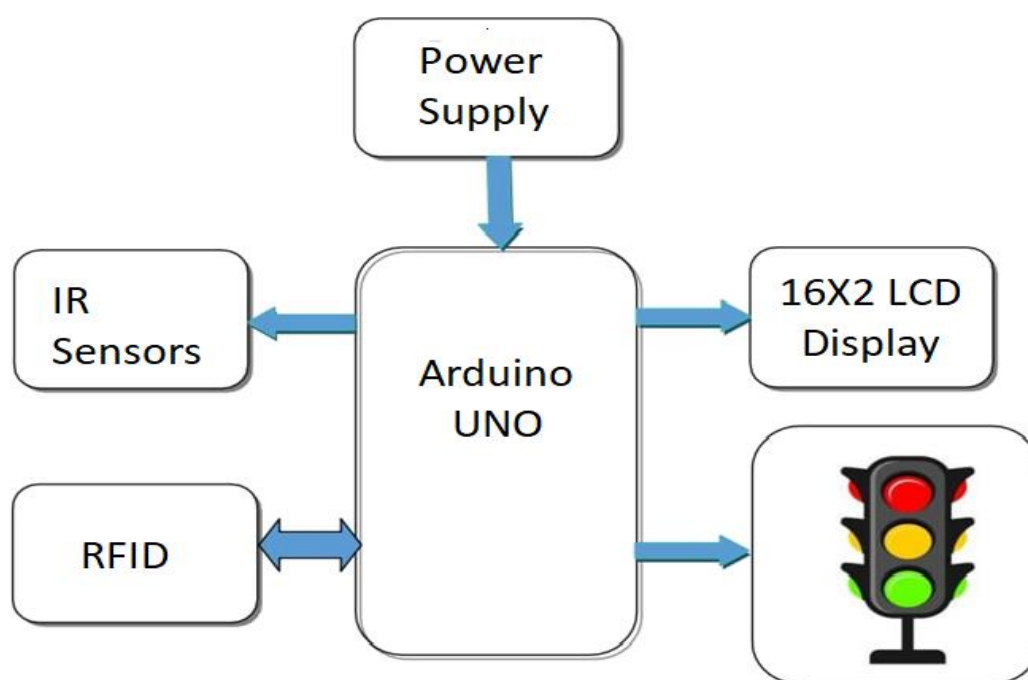 Power
Supply
IR
Sensors
16X2 LCD
Display
Arduino
UNO
RFID